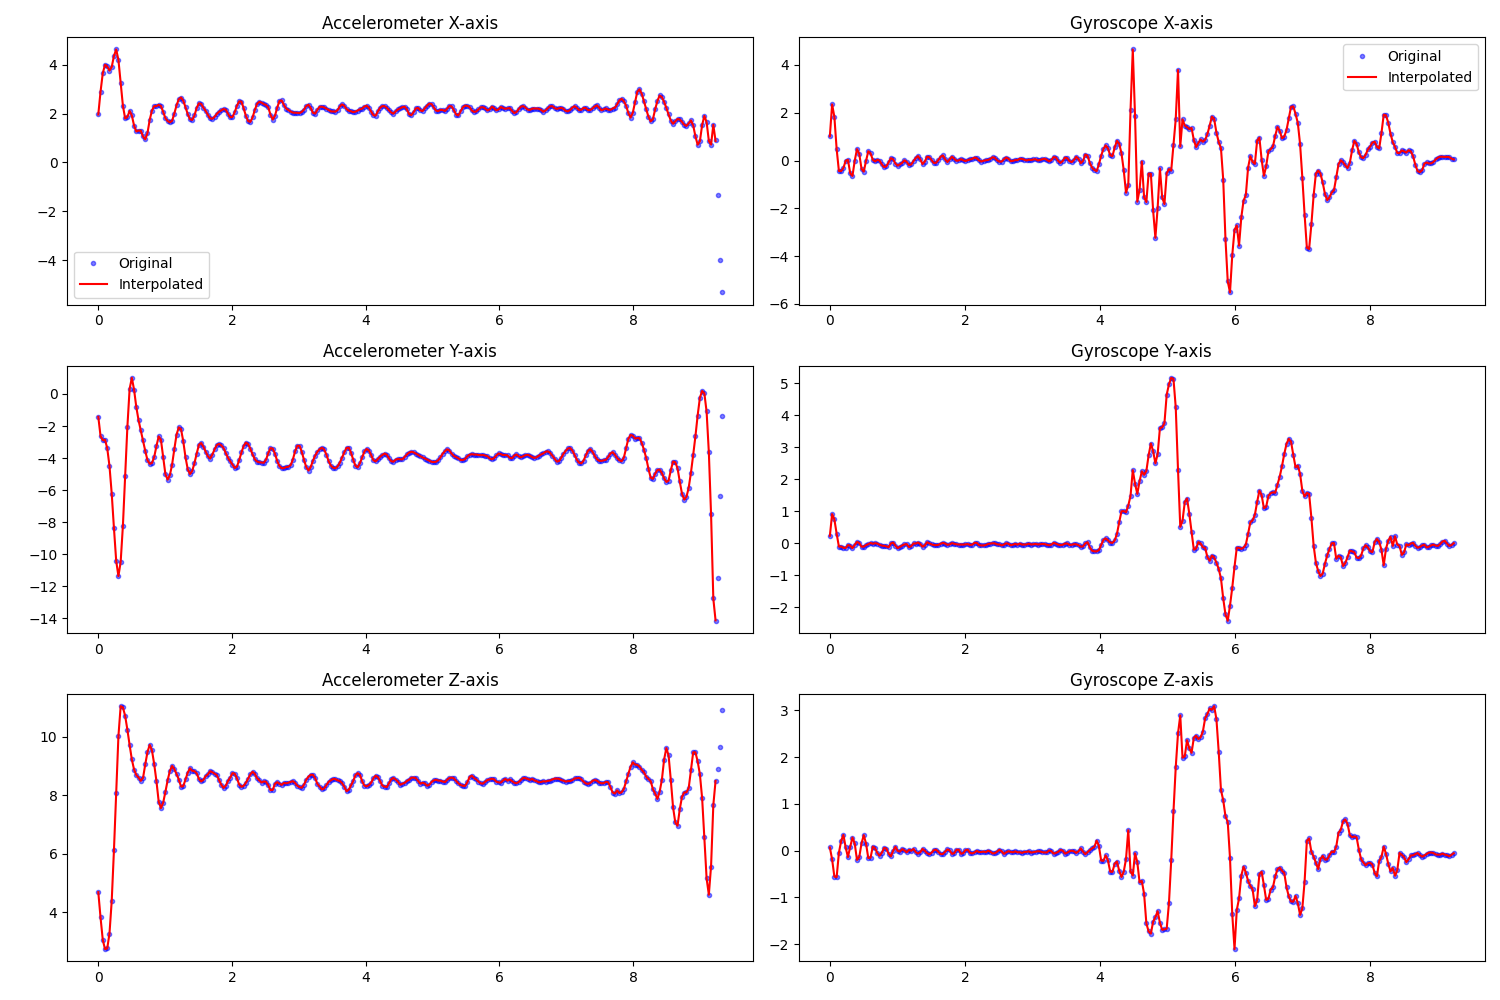 Accelerometer X-axis
4
2
0
−2
−4
0 2 4 6 8
Original
Interpolated
Gyroscope X-axis
4
2
0
−2
−4
−6
0 2 4 6 8
Original
Interpolated
Accelerometer Y-axis
0
−2
−4
−6
−8
−10
−12
−14
0 2 4 6 8
Gyroscope Y-axis
5
4
3
2
1
0
−1
−2
0 2 4 6 8
Accelerometer Z-axis
10
8
6
4
0 2 4 6 8
Gyroscope Z-axis
3
2
1
0
−1
−2
0 2 4 6 8